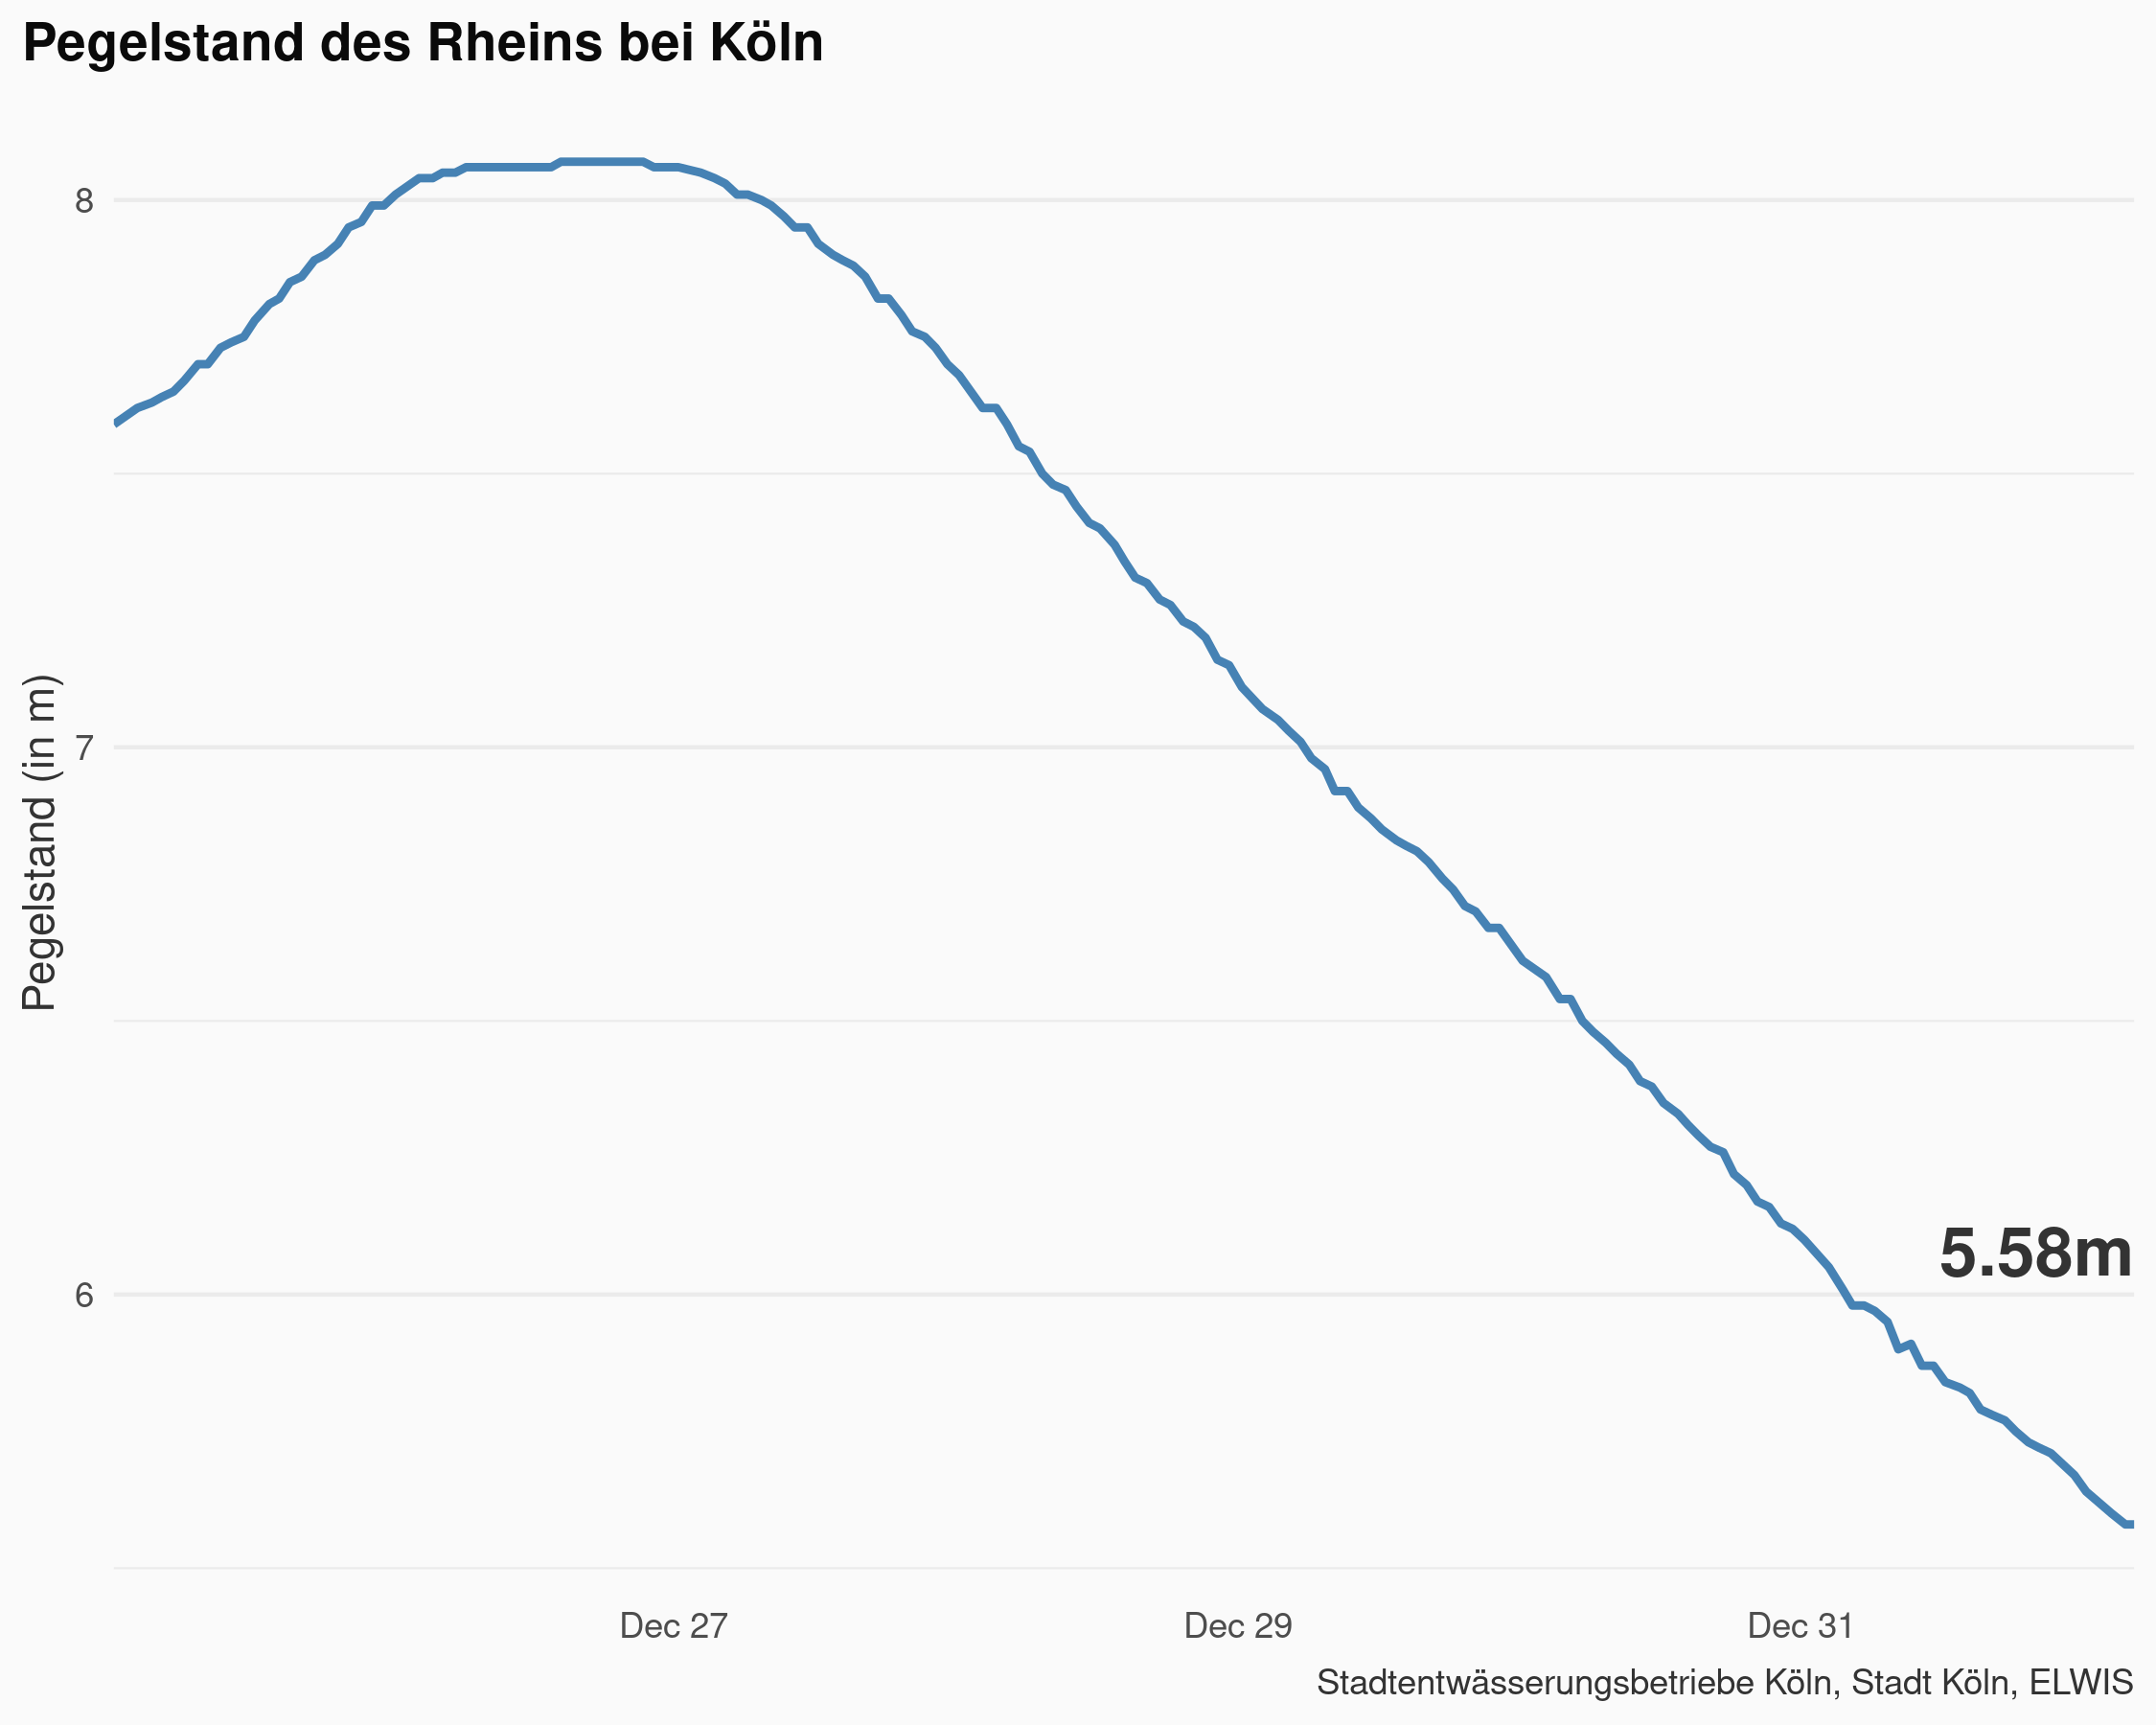 Pegelstand des Rheins bei Köln
Pegelstand (in m)
8
7
6
5.58m
Dec 27
Dec 29
Dec 31
Stadtentwässerungsbetriebe Köln, Stadt Köln, ELWIS